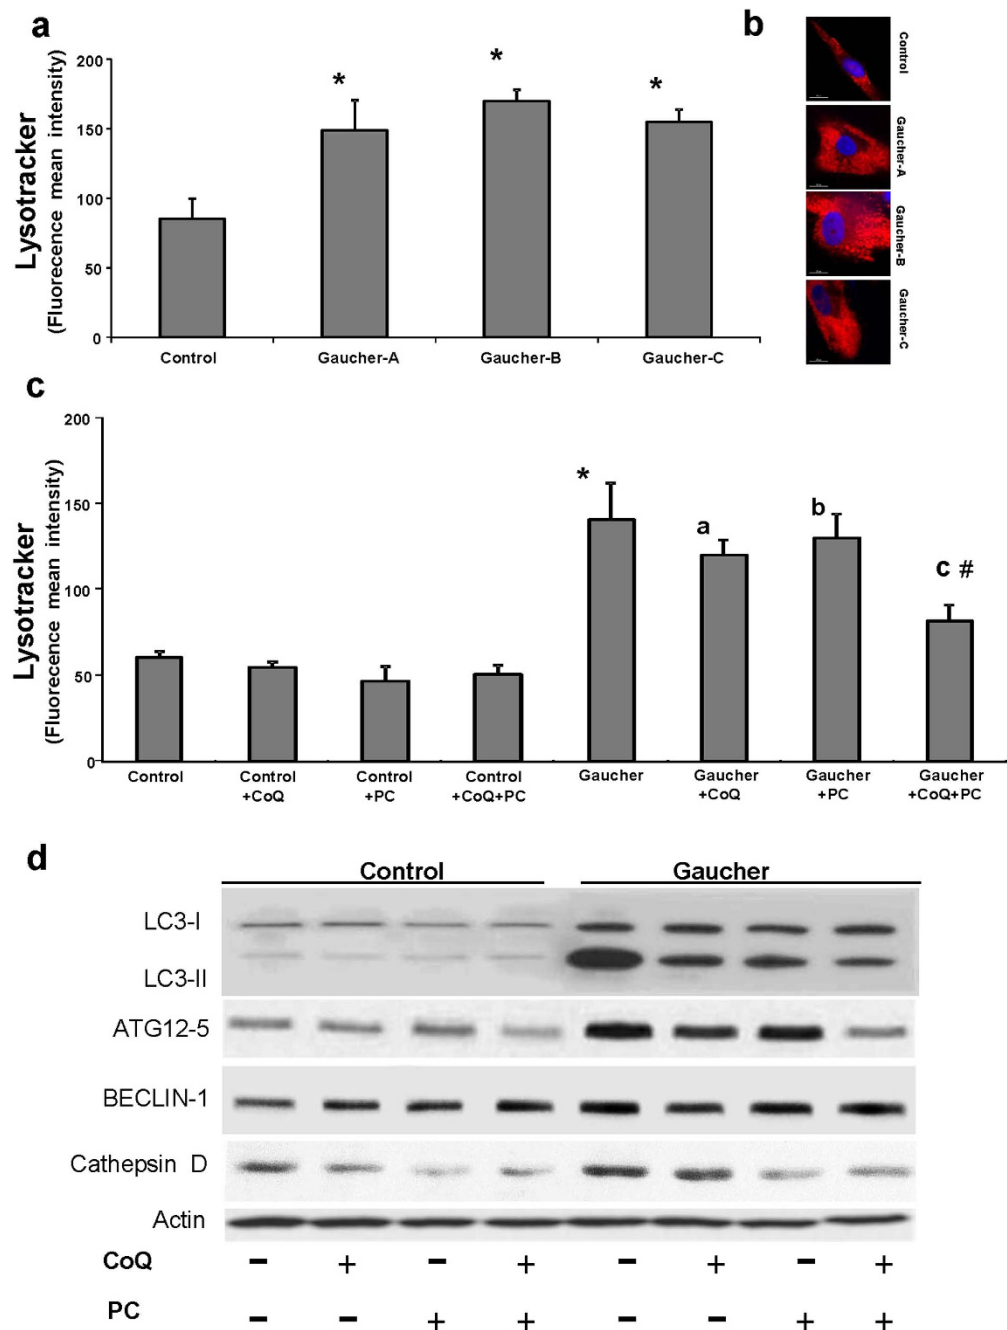 a
Lysotracker
(Fluorecence mean intensity)
200
150
100
50
0
*
*
*
Control
Gaucher-A
Gaucher-B
Gaucher-C
b
Control
Gaucher-A
Gaucher-B
Gaucher-C
c
Lysotracker
(Fluorecence mean intensity)
200
150
100
50
0
*
a
b
c #
Control
Control
+CoQ
Control
+PC
Control
+CoQ+PC
Gaucher
Gaucher
+CoQ
Gaucher
+PC
Gaucher
+CoQ+PC
d
Control Gaucher
LC3-I
LC3-II
ATG12-5
BECLIN-1
Cathepsin D
Actin
CoQ - + - + - + - +
PC - - + + - - + +